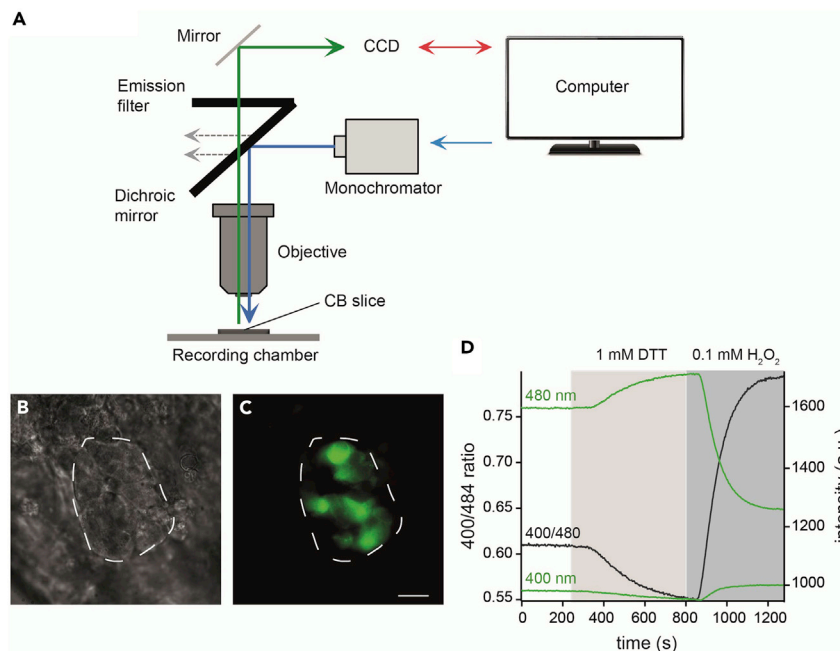 A
Mirror
CCD
Computer
Emission
filter
Monochromator
Dichroic
mirror
Objective
CB slice
Recording chamber
B
C
D
1 mM DTT
0.1 mM H₂O₂
480 nm
400/480
400 nm
400/484 ratio
0.75
0.70
0.65
0.60
0.55
1600
1400
1200
1000
0
200
400
600
800
1000
1200
time (s)